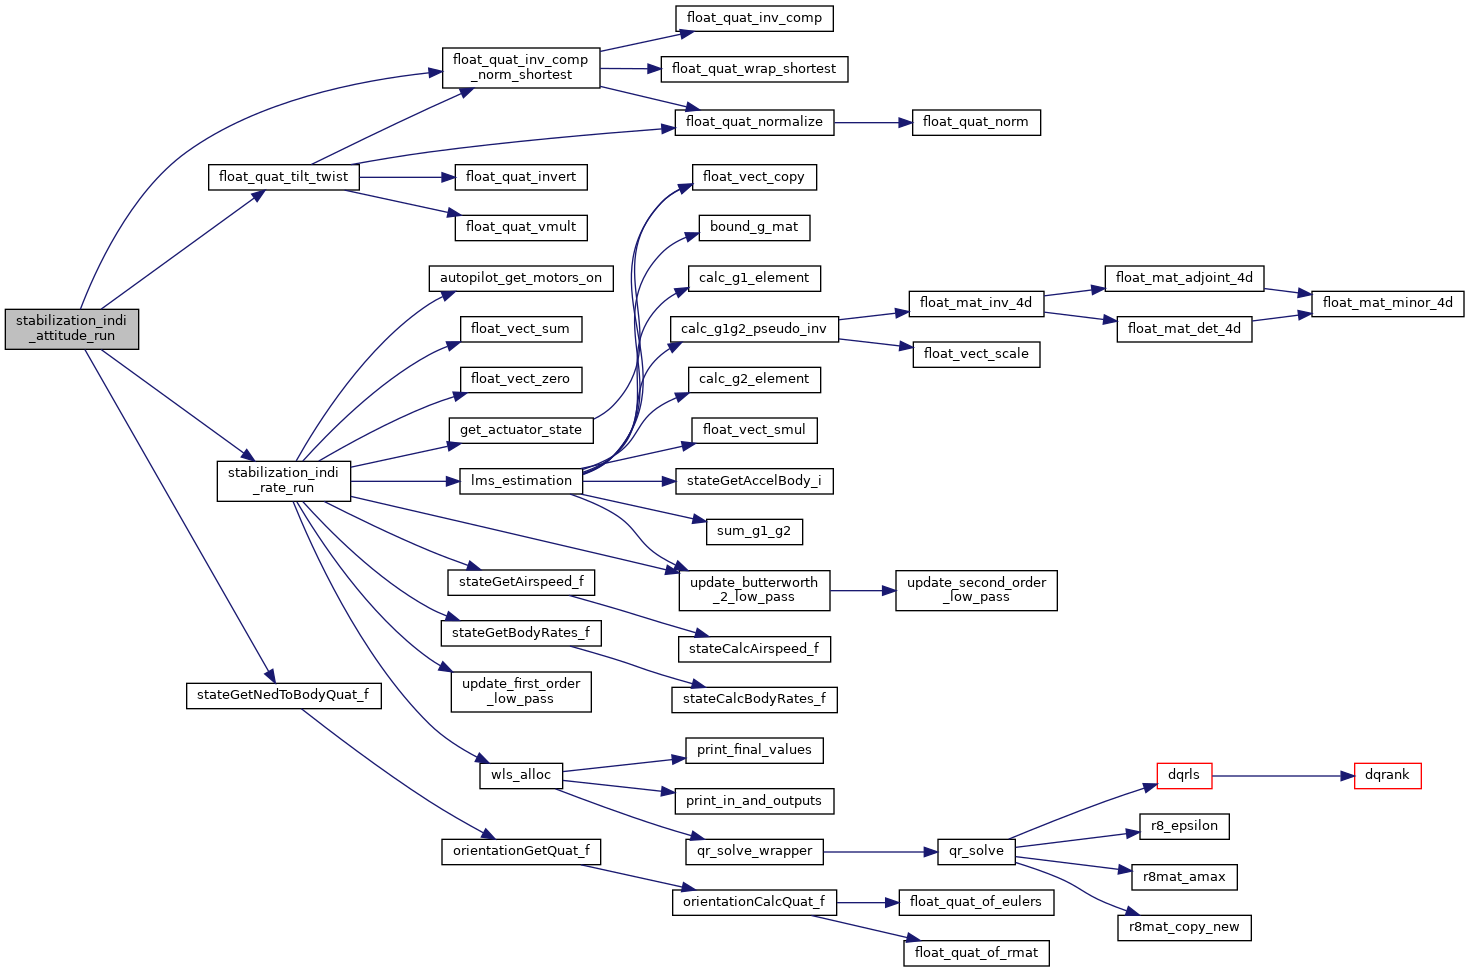 stabilization_indi
_attitude_run
float_quat_inv_comp
_norm_shortest
float_quat_inv_comp
float_quat_wrap_shortest
float_quat_normalize
float_quat_norm
float_quat_tilt_twist
float_quat_invert
float_quat_vmult
stabilization_indi
_rate_run
autopilot_get_motors_on
float_vect_sum
float_vect_zero
get_actuator_state
float_vect_copy
lms_estimation
bound_g_mat
calc_g1_element
calc_g1g2_pseudo_inv
float_mat_inv_4d
float_mat_adjoint_4d
float_mat_minor_4d
float_mat_det_4d
float_vect_scale
calc_g2_element
float_vect_smul
stateGetAccelBody_i
sum_g1_g2
update_butterworth
_2_low_pass
update_second_order
_low_pass
stateGetAirspeed_f
stateCalcAirspeed_f
stateGetBodyRates_f
stateCalcBodyRates_f
update_first_order
_low_pass
wls_alloc
print_final_values
print_in_and_outputs
qr_solve_wrapper
qr_solve
dqrls
dqrank
r8_epsilon
r8mat_amax
r8mat_copy_new
stateGetNedToBodyQuat_f
orientationGetQuat_f
orientationCalcQuat_f
float_quat_of_eulers
float_quat_of_rmat